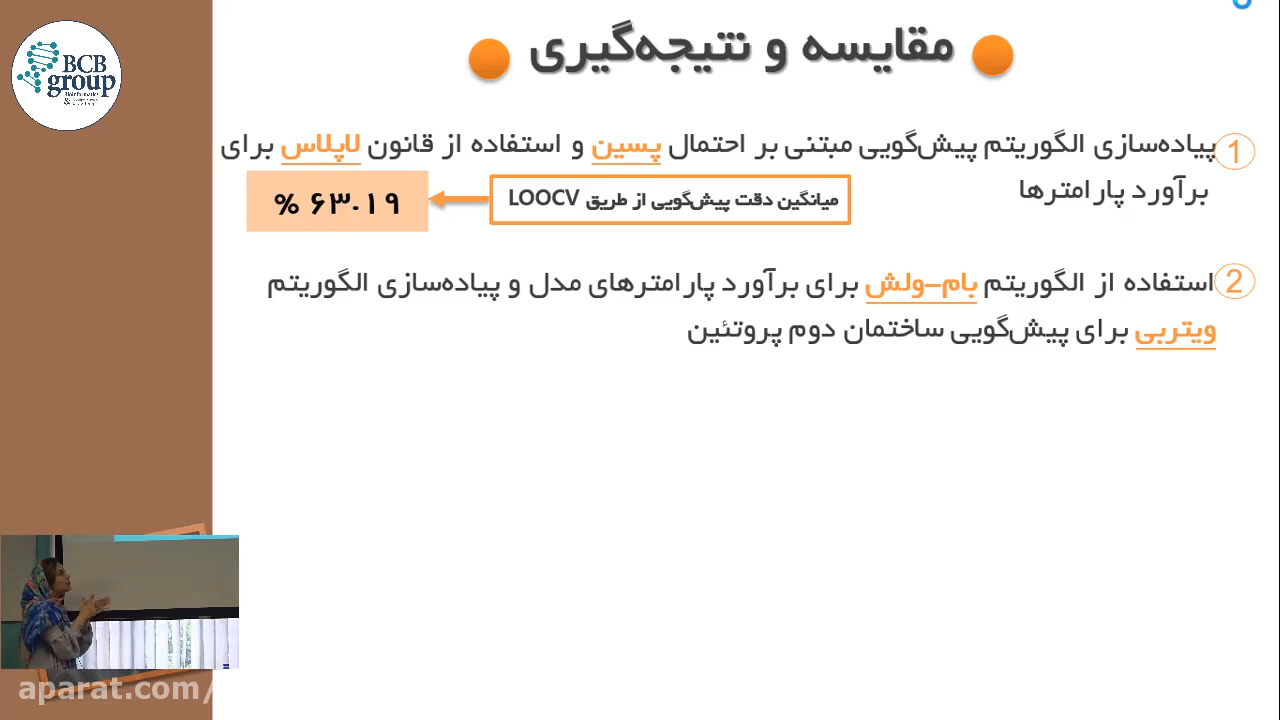 BCB
group
مقایسه و نتیجه‌گیری
1 پیاده‌سازی الگوریتم پیش‌گویی مبتنی بر احتمال پسین و استفاده از قانون لاپلاس برای
برآورد پارامترها
میانگین دقت پیش‌گویی از طریق LOOCV
۶۳.۱۹ %
2 استفاده از الگوریتم بام-ولش برای برآورد پارامترهای مدل و پیاده‌سازی الگوریتم
ویتربی برای پیش‌گویی ساختمان دوم پروتئین
aparat.com/